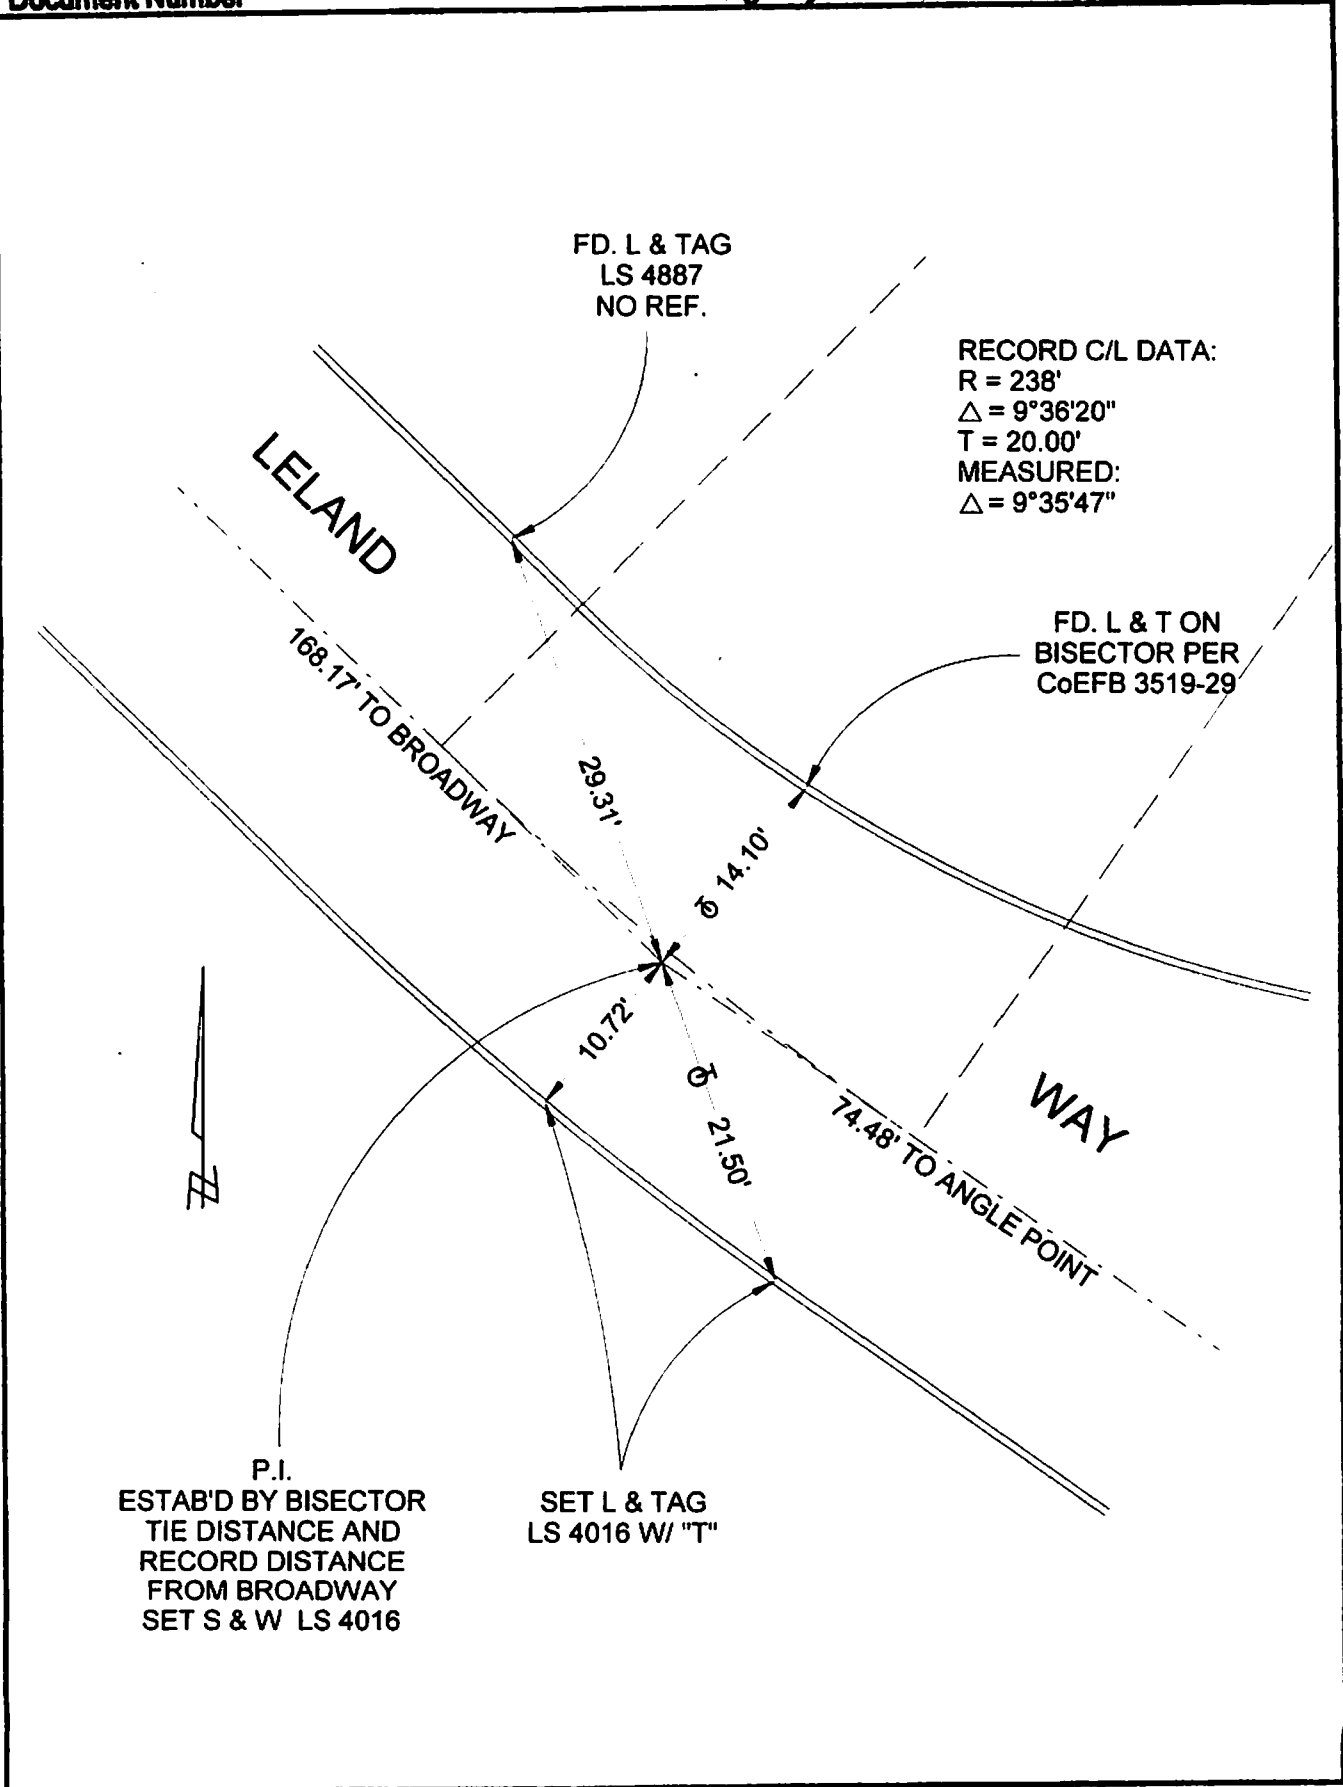 Document Number
FD. L & TAG
LS 4887
NO REF.
RECORD C/L DATA:
R = 238'
△ = 9°36'20"
T = 20.00'
MEASURED:
△ = 9°35'47"
LELAND
168.17' TO BROADWAY
FD. L & T ON
BISECTOR PER
CoEFB 3519-29
29.31'
14.10'
10.72'
21.50'
WAY
74.48' TO ANGLE POINT
P.I.
ESTAB'D BY BISECTOR
TIE DISTANCE AND
RECORD DISTANCE
FROM BROADWAY
SET S & W LS 4016
SET L & TAG
LS 4016 W/ "T"